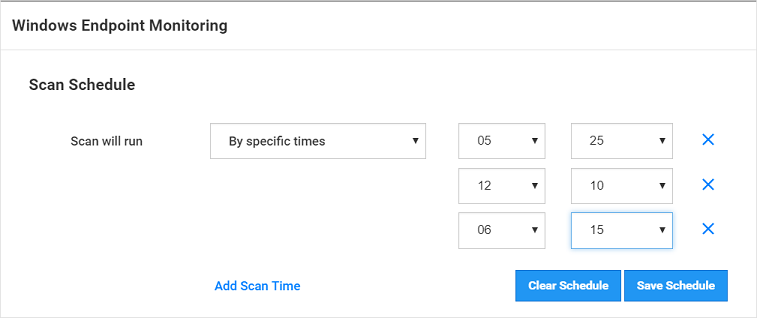 Windows Endpoint Monitoring
Scan Schedule
Scan will run By specific times 05 25
12 10
06 15
Add Scan Time Clear Schedule Save Schedule